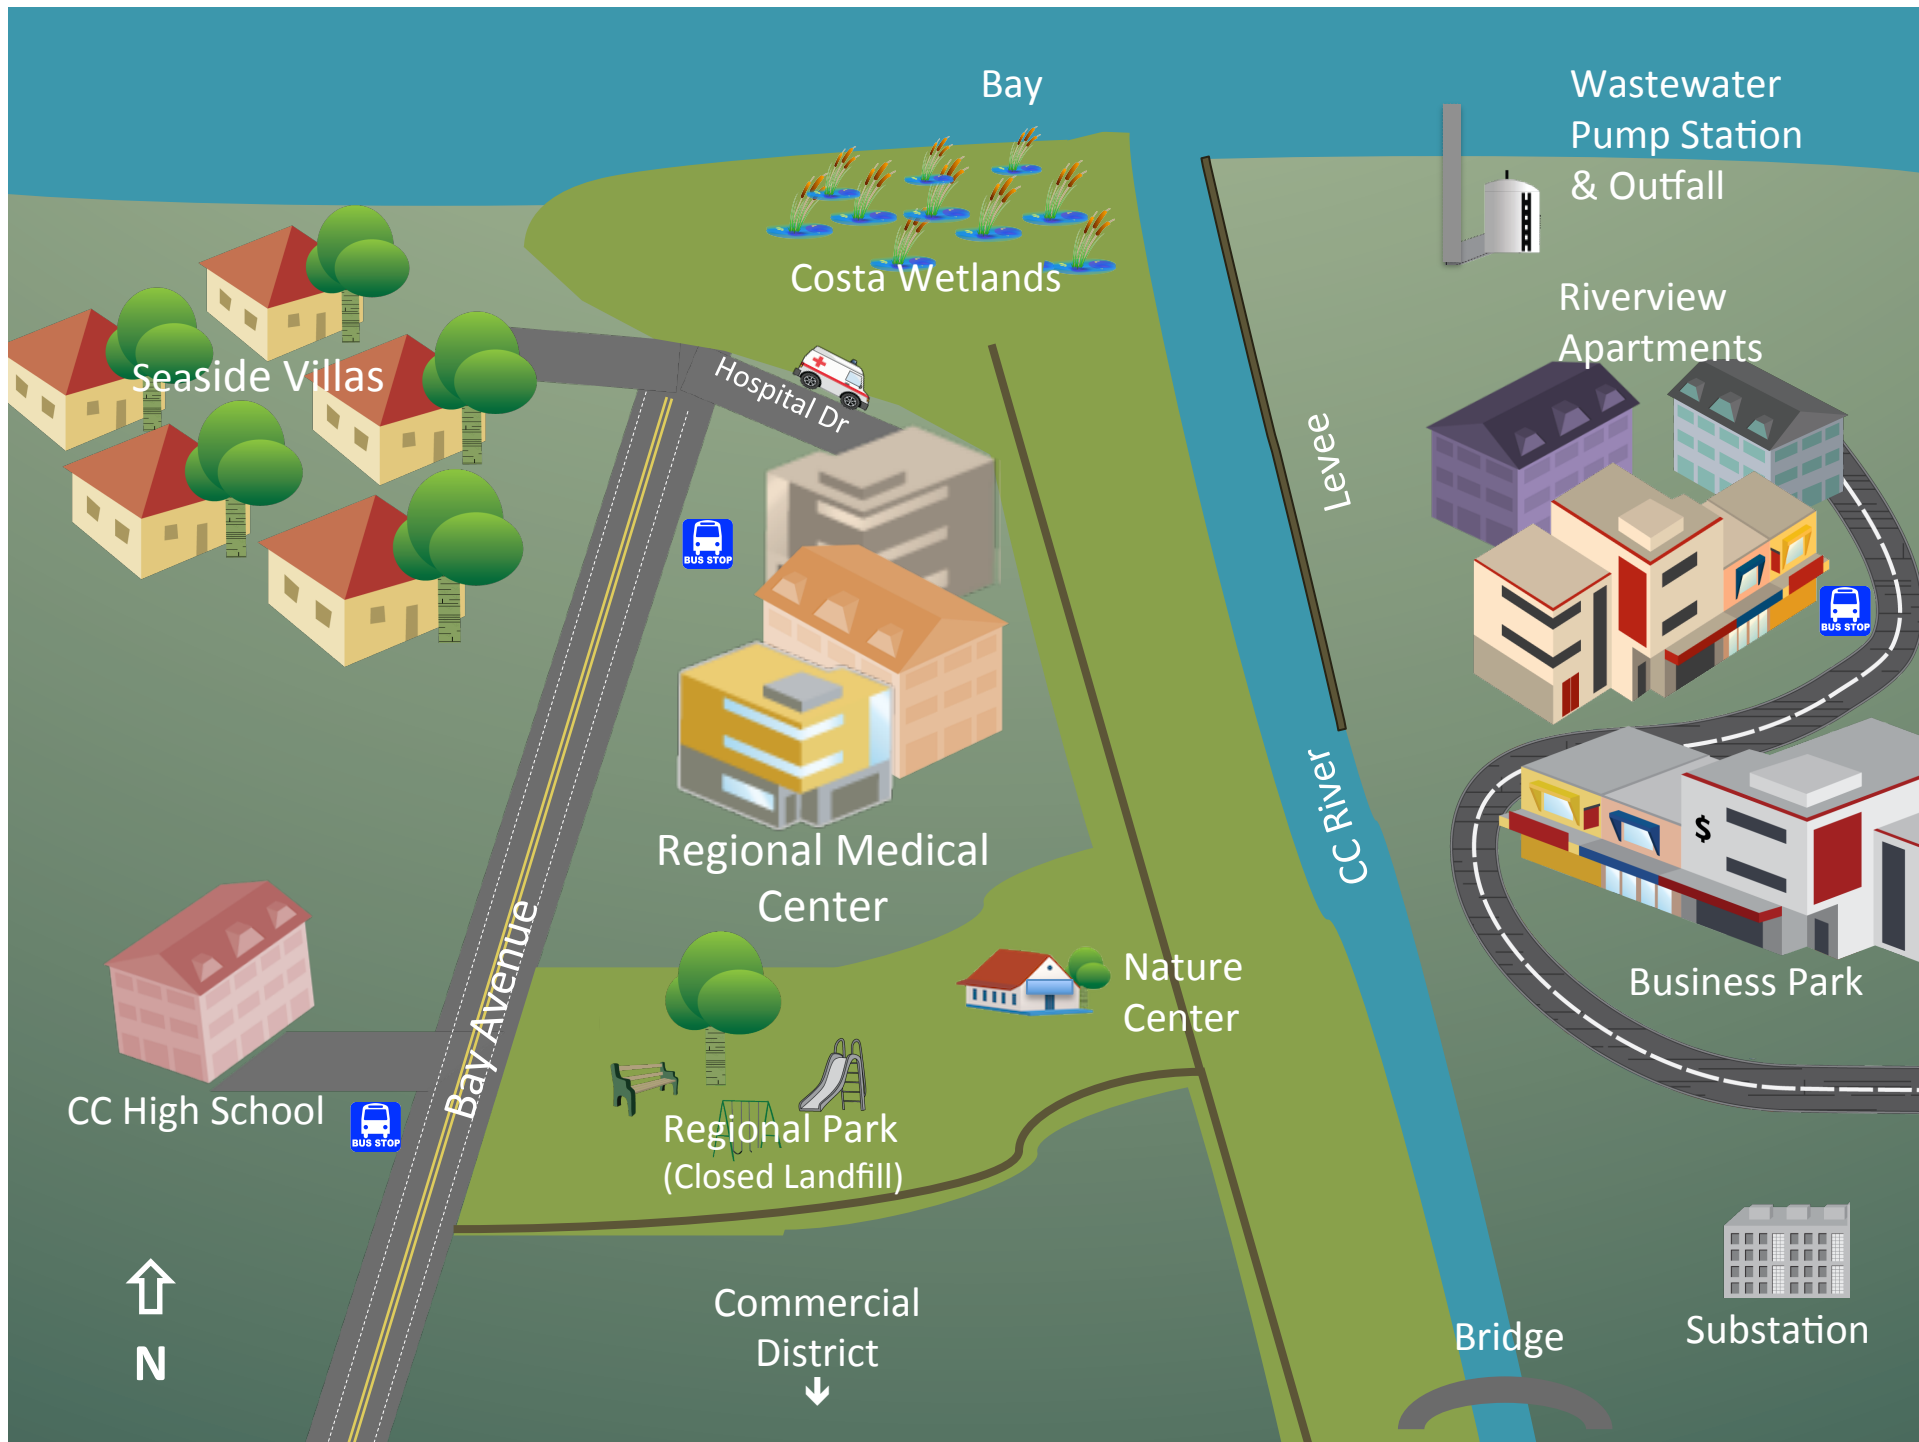 Bay
Wastewater
Pump Station
& Outfall
Costa Wetlands
Riverview
Apartments
Seaside Villas
Hospital Dr
Levee
BUS STOP
BUS STOP
$
CC River
Regional Medical
Center
Bay Avenue
Nature
Center
Business Park
CC High School
BUS STOP
Regional Park
(Closed Landfill)
Commercial
District
Bridge
Substation
N